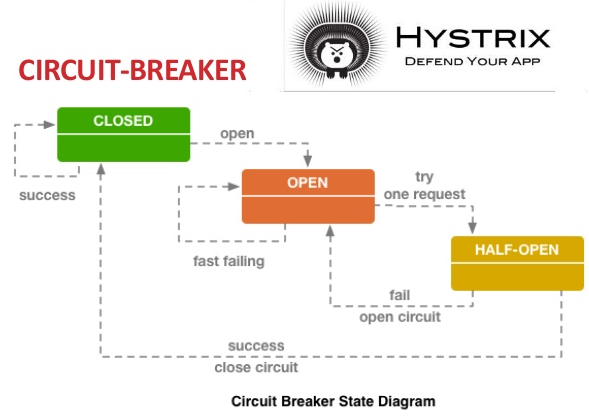 HYSTRIX
DEFEND YOUR APP
CIRCUIT-BREAKER
CLOSED
open
success
OPEN
try
one request
fast failing
HALF-OPEN
fail
open circuit
success
close circuit
Circuit Breaker State Diagram